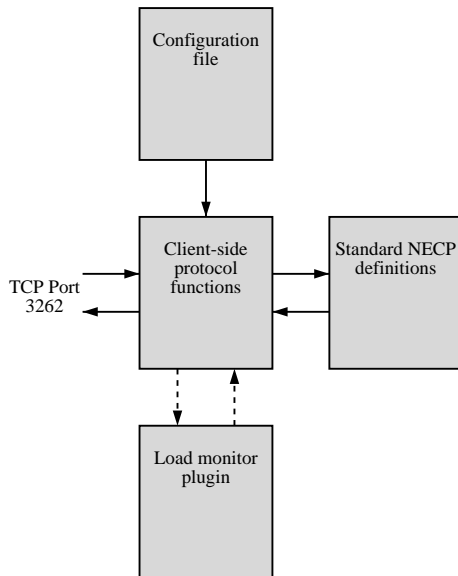 Configuration
file
Client-side
protocol
functions
Standard NECP
definitions
TCP Port
3262
Load monitor
plugin